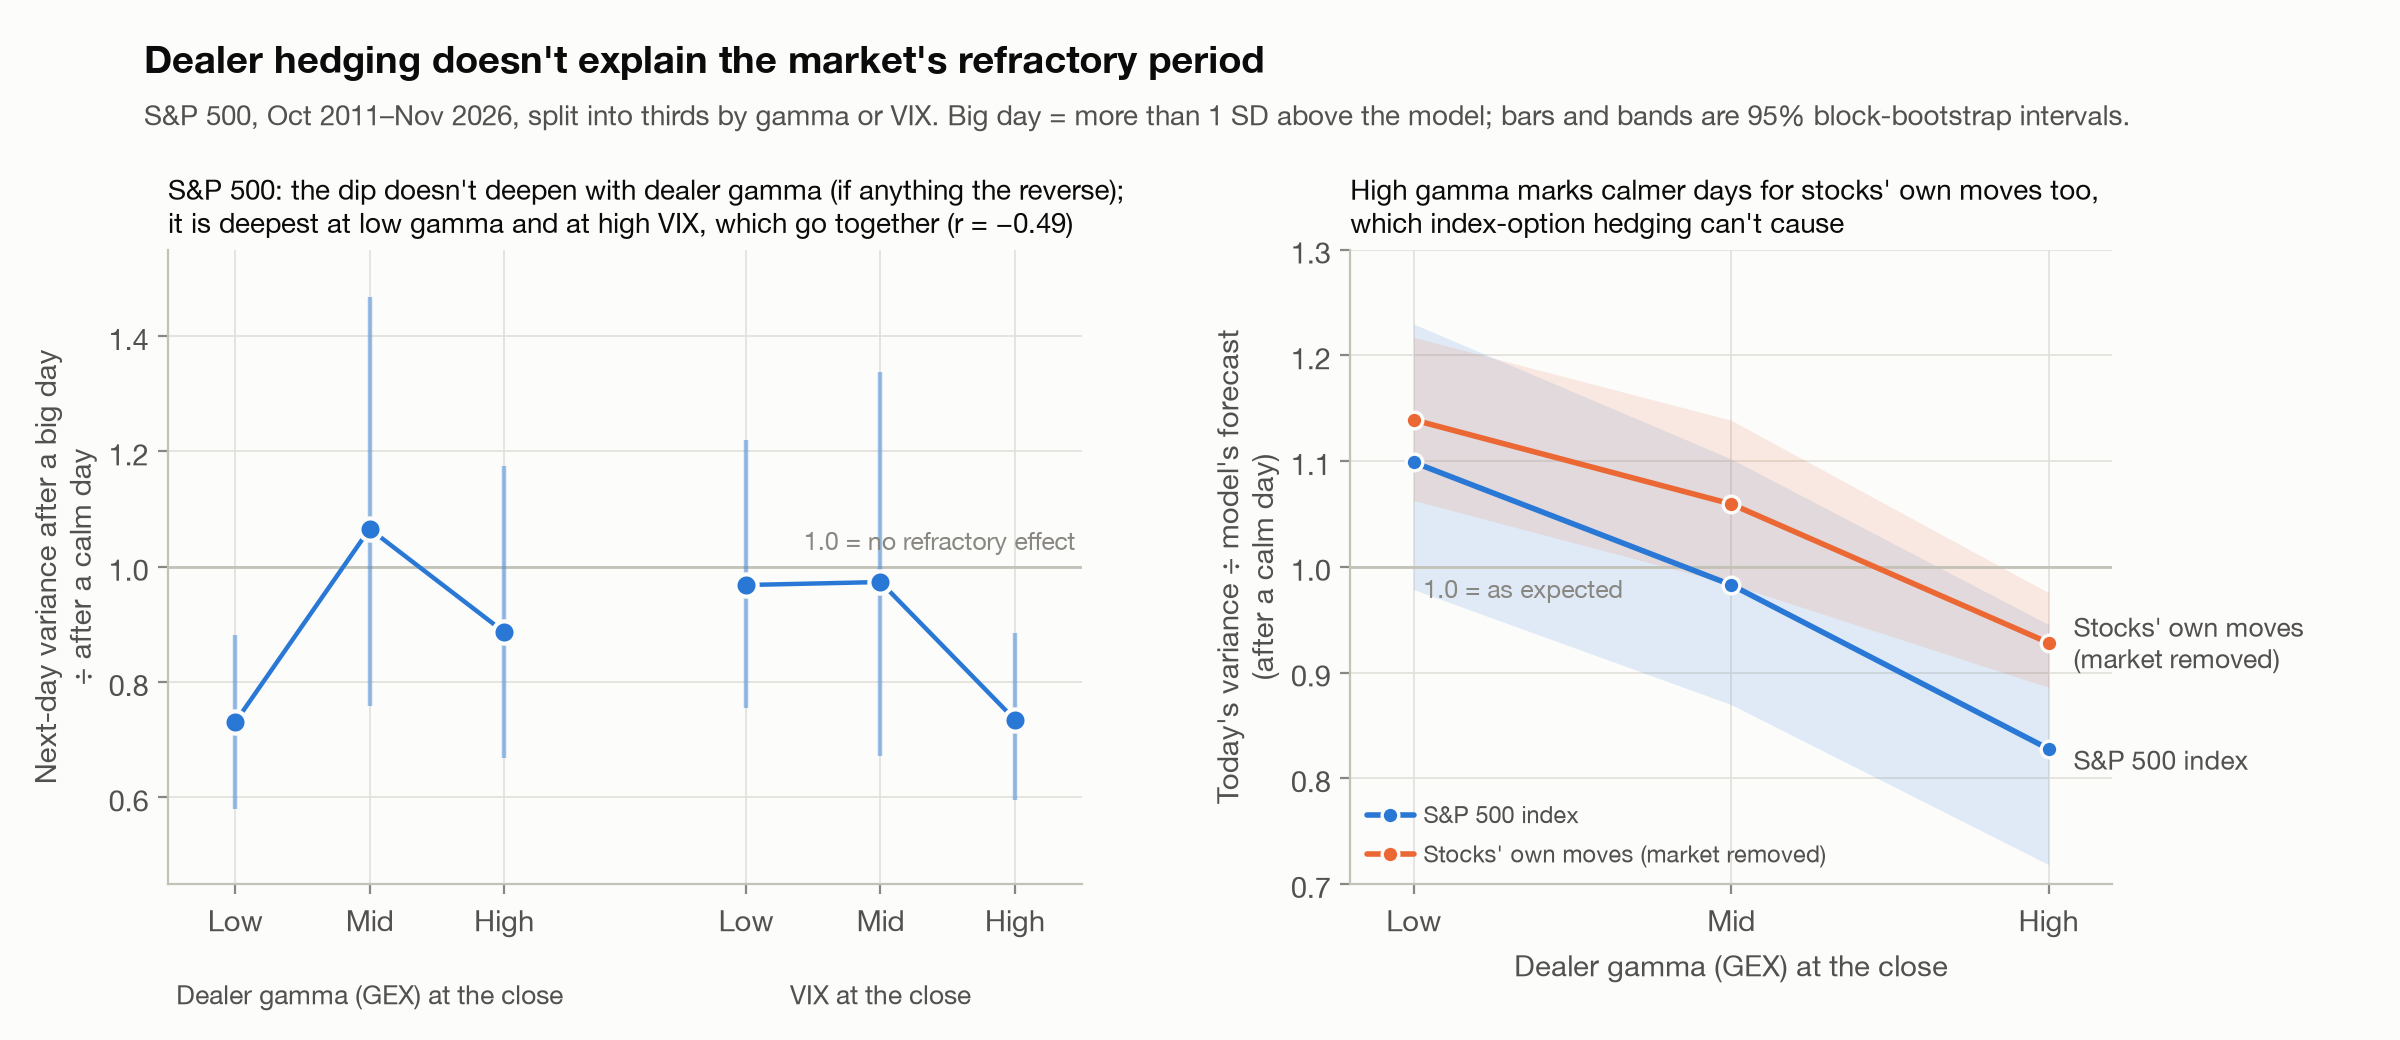 Dealer hedging doesn't explain the market's refractory period
S&P 500, Oct 2011–Nov 2026, split into thirds by gamma or VIX. Big day = more than 1 SD above the model; bars and bands are 95% block-bootstrap intervals.
S&P 500: the dip doesn't deepen with dealer gamma (if anything the reverse);
it is deepest at low gamma and at high VIX, which go together (r = −0.49)
Next-day variance after a big day
÷ after a calm day
1.4
1.2
1.0
0.8
0.6
1.0 = no refractory effect
Low
Mid
High
Low
Mid
High
Dealer gamma (GEX) at the close
VIX at the close
High gamma marks calmer days for stocks' own moves too,
which index-option hedging can't cause
Today's variance ÷ model's forecast
(after a calm day)
1.3
1.2
1.1
1.0
0.9
0.8
0.7
1.0 = as expected
Stocks' own moves
(market removed)
S&P 500 index
S&P 500 index
Stocks' own moves (market removed)
Low
Mid
High
Dealer gamma (GEX) at the close